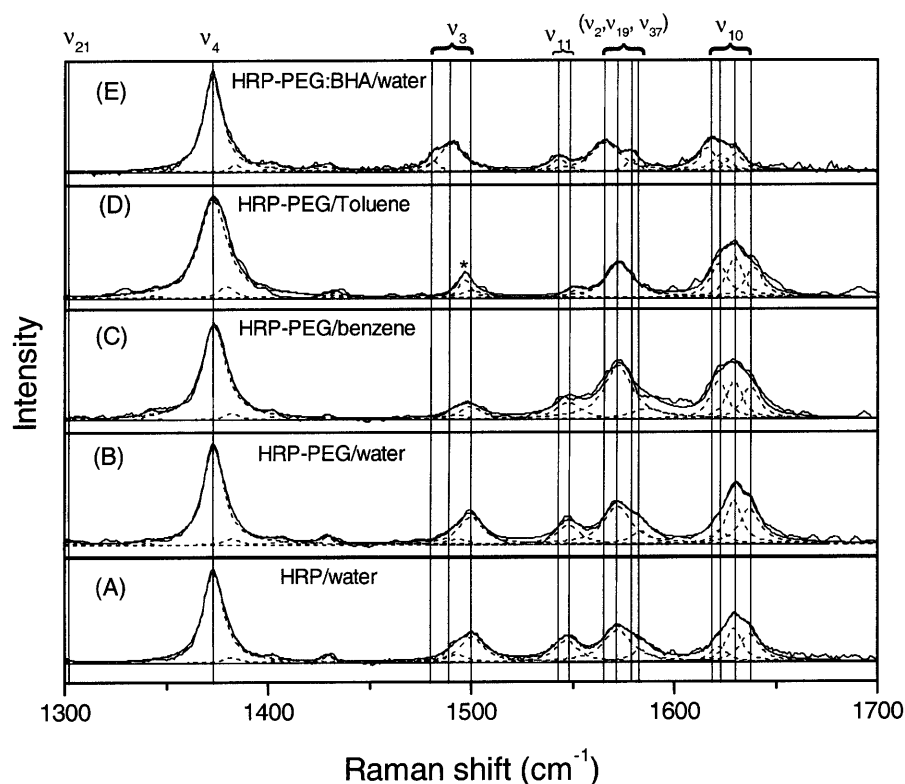 ν21 ν4 ν3 ν11 (ν2,ν19, ν37) ν10
(E) HRP-PEG:BHA/water
(D) HRP-PEG/Toluene
*
(C) HRP-PEG/benzene
(B) HRP-PEG/water
(A) HRP/water
Intensity
1300 1400 1500 1600 1700
Raman shift (cm-1)